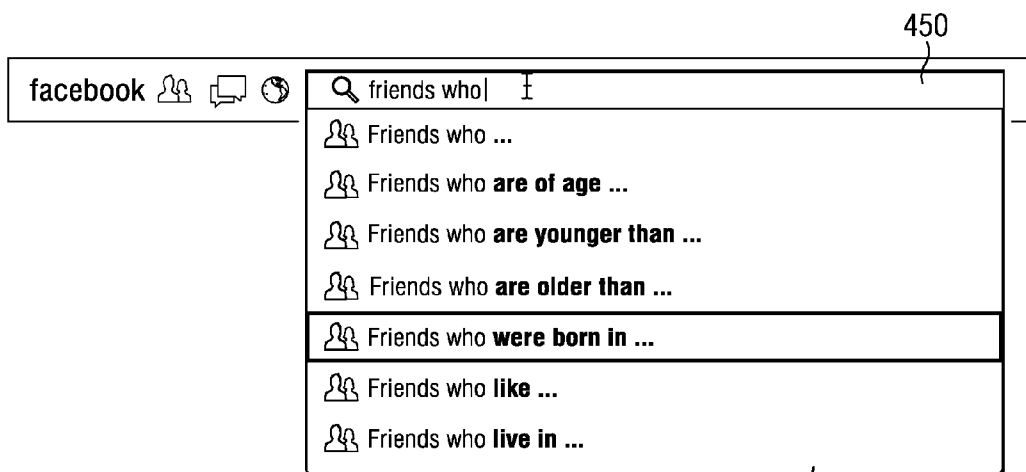 450
facebook friends who
Friends who ...
Friends who are of age ...
Friends who are younger than ...
Friends who are older than ...
Friends who were born in ...
Friends who like ...
Friends who live in ...